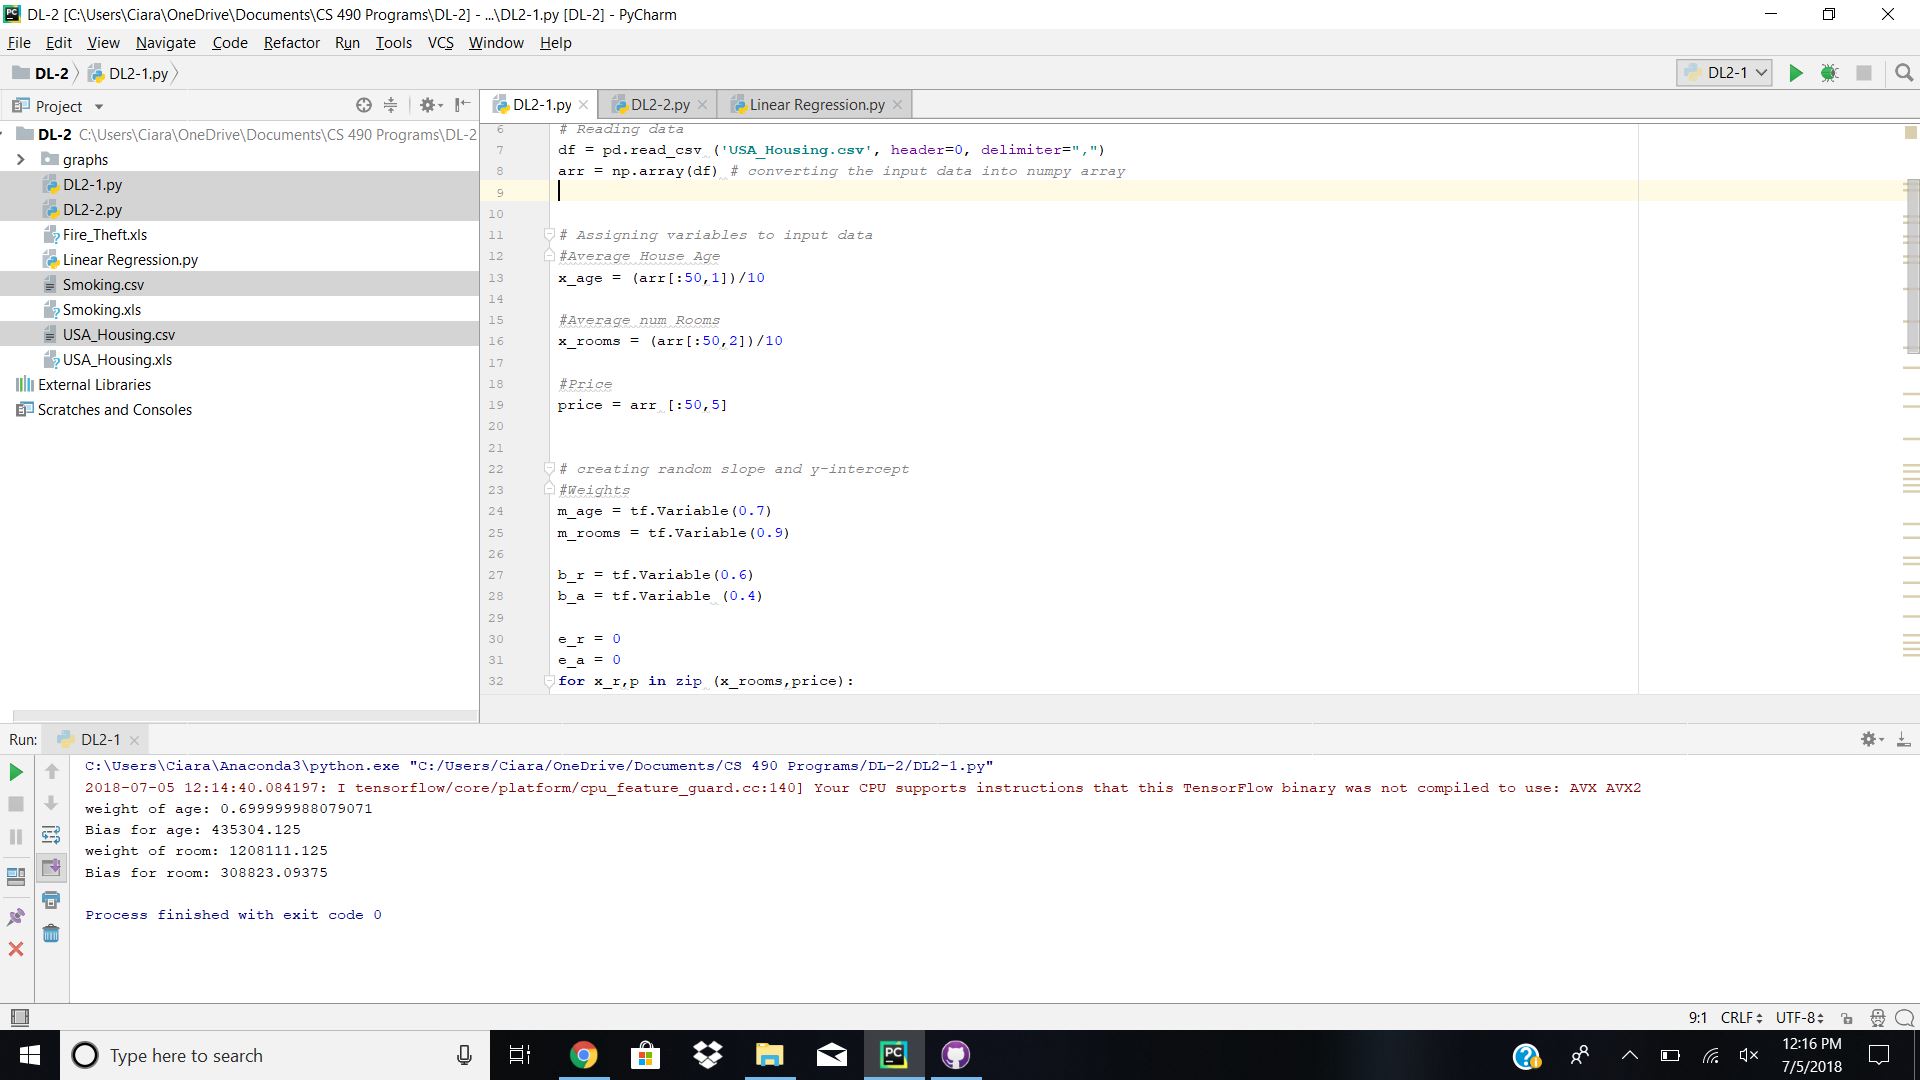 DL-2 [C:\Users\Ciara\OneDrive\Documents\CS 490 Programs\DL-2] - ...\DL2-1.py [DL-2] - PyCharm
File Edit View Navigate Code Refactor Run Tools VCS Window Help
DL-2 DL2-1.py DL2-1
Project
DL2-1.py DL2-2.py Linear Regression.py
DL-2 C:\Users\Ciara\OneDrive\Documents\CS 490 Programs\DL-2
graphs
DL2-1.py
DL2-2.py
Fire_Theft.xls
Linear Regression.py
Smoking.csv
Smoking.xls
USA_Housing.csv
USA_Housing.xls
External Libraries
Scratches and Consoles
6 # Reading data
7 df = pd.read_csv ('USA_Housing.csv', header=0, delimiter=",")
8 arr = np.array(df) # converting the input data into numpy array
9
10
11 # Assigning variables to input data
12 #Average House Age
13 x_age = (arr[:50,1])/10
14
15 #Average num Rooms
16 x_rooms = (arr[:50,2])/10
17
18 #Price
19 price = arr [:50,5]
20
21
22 # creating random slope and y-intercept
23 #Weights
24 m_age = tf.Variable(0.7)
25 m_rooms = tf.Variable(0.9)
26
27 b_r = tf.Variable(0.6)
28 b_a = tf.Variable (0.4)
29
30 e_r = 0
31 e_a = 0
32 for x_r,p in zip (x_rooms,price):
Run: DL2-1
C:\Users\Ciara\Anaconda3\python.exe "C:/Users/Ciara/OneDrive/Documents/CS 490 Programs/DL-2/DL2-1.py"
2018-07-05 12:14:40.084197: I tensorflow/core/platform/cpu_feature_guard.cc:140] Your CPU supports instructions that this TensorFlow binary was not compiled to use: AVX AVX2
weight of age: 0.699999988079071
Bias for age: 435304.125
weight of room: 1208111.125
Bias for room: 308823.09375
Process finished with exit code 0
9:1 CRLF UTF-8
Type here to search
PC
12:16 PM
7/5/2018